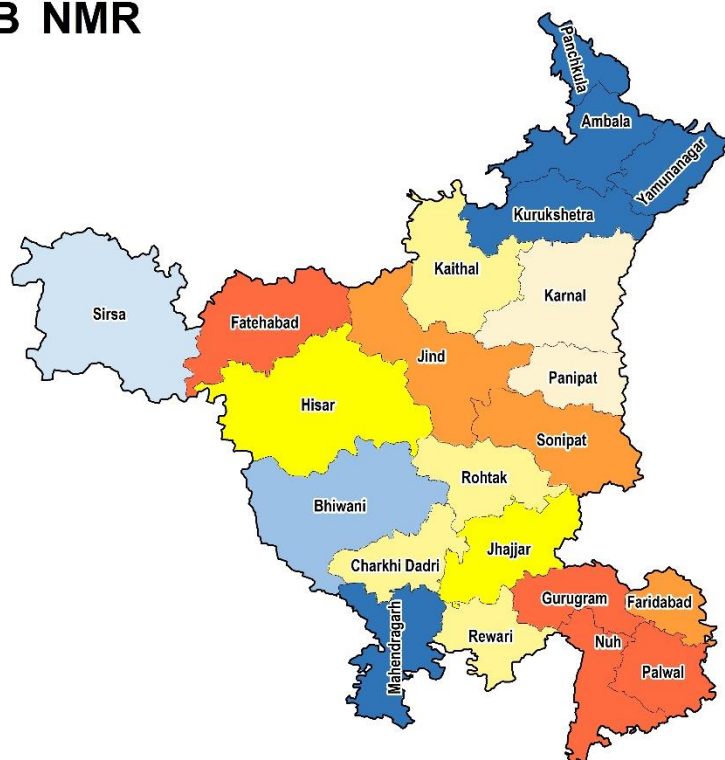 B NMR
Panchkula
Ambala
Yamunanagar
Kurukshetra
Kaithal
Karnal
Sirsa
Fatehabad
Jind
Panipat
Hisar
Sonipat
Rohtak
Bhiwani
Jhajjar
Charkhi Dadri
Gurugram
Faridabad
Mahendragarh
Rewari
Nuh
Palwal